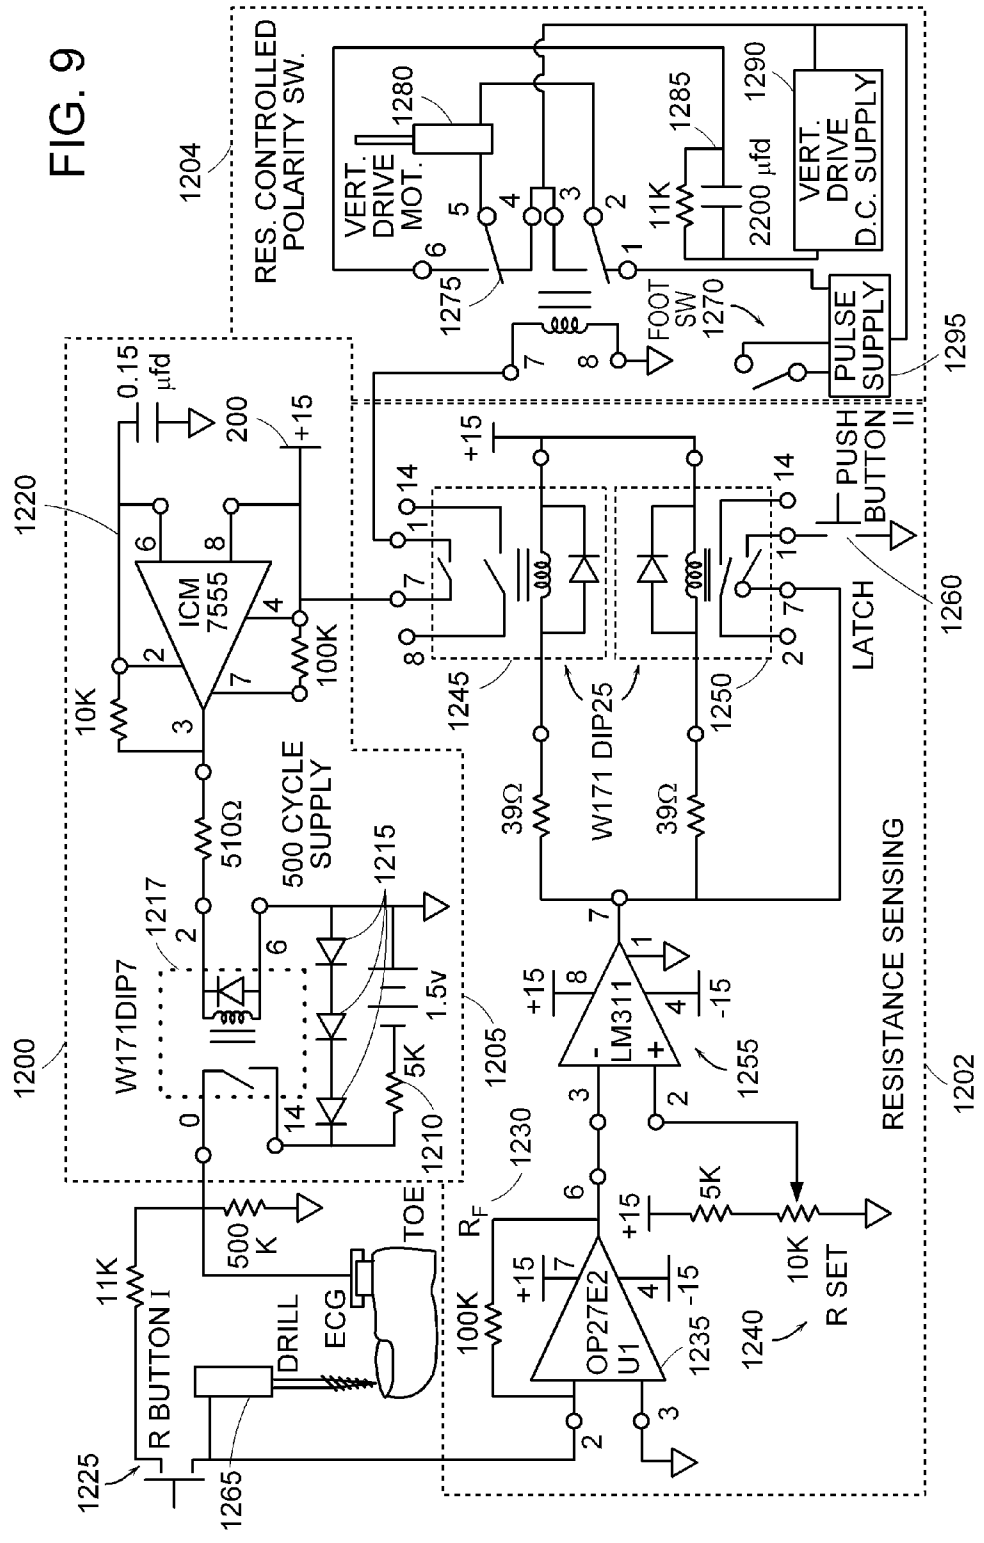 FIG. 9
1200
1220
0.15
µfd
200
+15
6
8
ICM
7555
2
4
7
3
10K
100K
510Ω
500 CYCLE
SUPPLY
W171DIP7
1217
2
6
0
14
1215
1.5v
5K
1210
1205
1204
RES. CONTROLLED
POLARITY SW.
VERT.
DRIVE
MOT.
1280
6
5
4
3
2
1
1275
7
8
11K
2200 µfd
1285
1290
VERT.
DRIVE
D.C. SUPPLY
FOOT
SW
1270
PULSE
SUPPLY
1295
1225
R BUTTON I
11K
500
K
1265
DRILL
ECG
TOE
RF
1230
100K
+15
7
OP27E2
U1
4
-15
2
3
6
1235
1240
R SET
10K
5K
+15
3
2
+15
8
-
LM311
+
1
4
-15
7
1255
39Ω
39Ω
W171 DIP25
1245
1250
+15
14
1
7
8
14
1
7
2
LATCH
1260
PUSH
BUTTON
II
RESISTANCE SENSING
1202